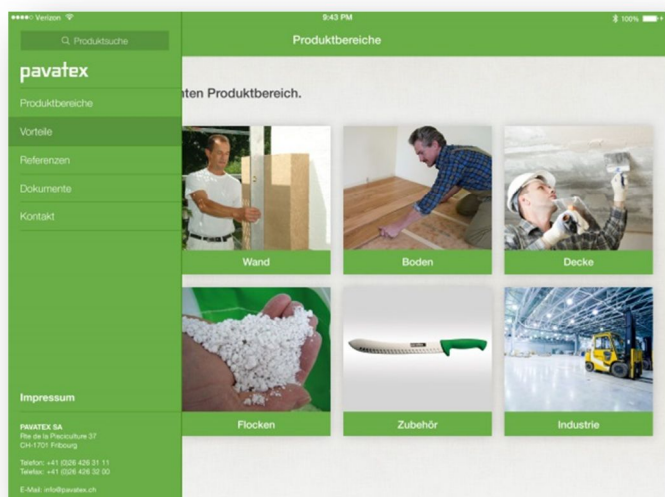 Verizon
9:43 PM
100%
Produktsuche
Produktbereiche
pavatex
Produktbereiche
Vorteile
Referenzen
Dokumente
Kontakt
nten Produktbereich.
Wand
Boden
Decke
Flocken
Zubehör
Industrie
Impressum
PAVATEX SA
Rte de la Pisciculture 37
CH-1701 Fribourg
Telefon: +41 (0)26 426 31 11
Telefax: +41 (0)26 426 32 00
E-Mail: info@pavatex.ch